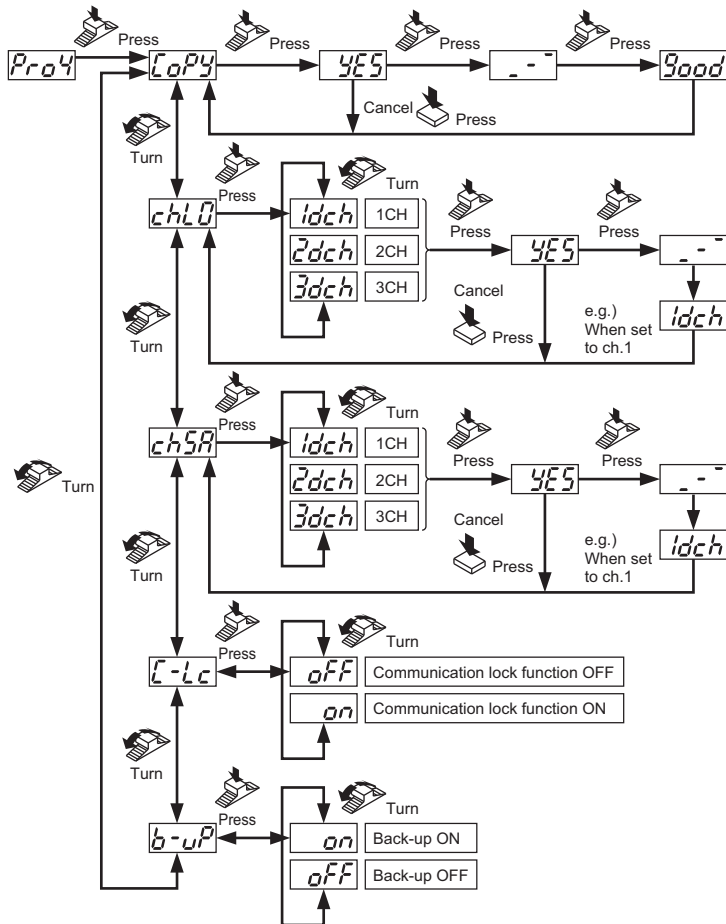 Press Press Press Press
Pro4 CoPY YES _-¯ 9ood
Cancel
Press
Turn
Press
Turn
chLO 1dch 1CH
2dch 2CH
3dch 3CH
Press Press
YES _-¯
Cancel
Press
e.g.)
When set
to ch.1
1dch
Turn
Press
Turn
chSA 1dch 1CH
2dch 2CH
3dch 3CH
Press Press
YES _-¯
Cancel
Press
e.g.)
When set
to ch.1
1dch
Turn
Turn
Press
Turn
C-Lc oFF Communication lock function OFF
on Communication lock function ON
Turn
Press
Turn
b-uP on Back-up ON
oFF Back-up OFF